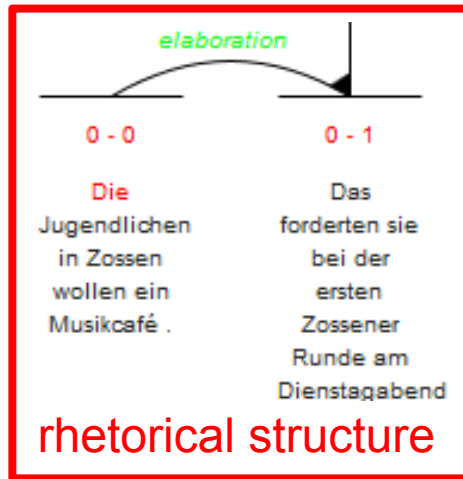 elaboration
0 - 0
Die
Jugendlichen
in Zossen
wollen ein
Musikcafé .
0 - 1
Das
forderten sie
bei der
ersten
Zossener
Runde am
Dienstagabend
rhetorical structure